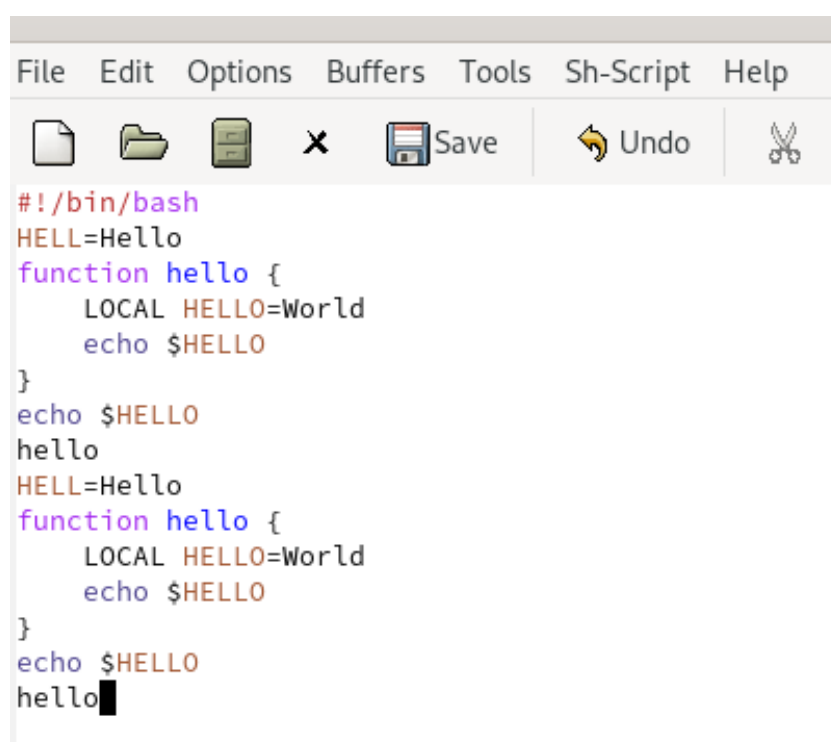 File Edit Options Buffers Tools Sh-Script Help
Save Undo
#!/bin/bash
HELL=Hello
function hello {
    LOCAL HELLO=World
    echo $HELLO
}
echo $HELLO
hello
HELL=Hello
function hello {
    LOCAL HELLO=World
    echo $HELLO
}
echo $HELLO
hello